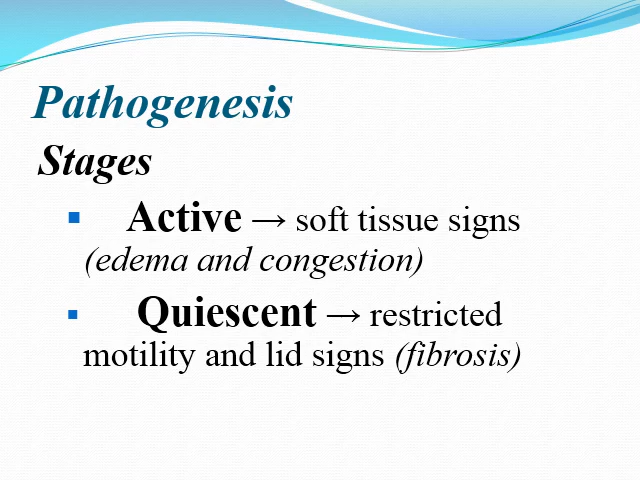 Pathogenesis
Stages
▪ Active → soft tissue signs
(edema and congestion)
▪ Quiescent → restricted
motility and lid signs (fibrosis)